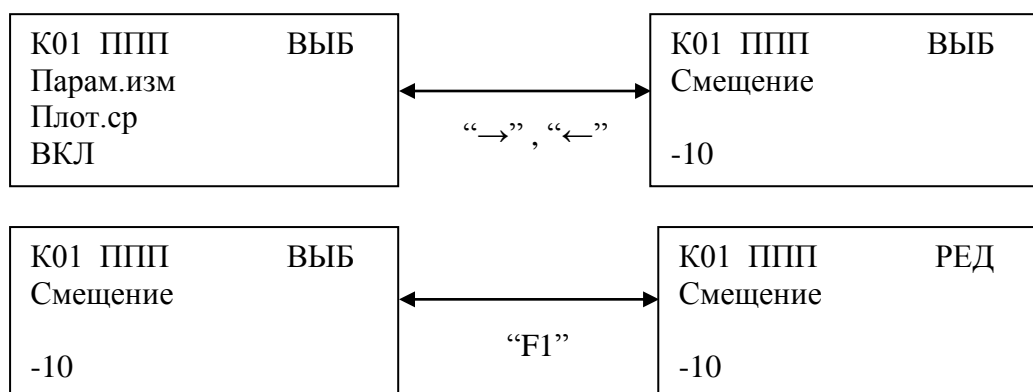 К01 ППП ВЫБ
Парам.изм
Плот.ср
ВКЛ
“→” , “←”
К01 ППП ВЫБ
Смещение
-10
К01 ППП ВЫБ
Смещение
-10
“F1”
К01 ППП РЕД
Смещение
-10